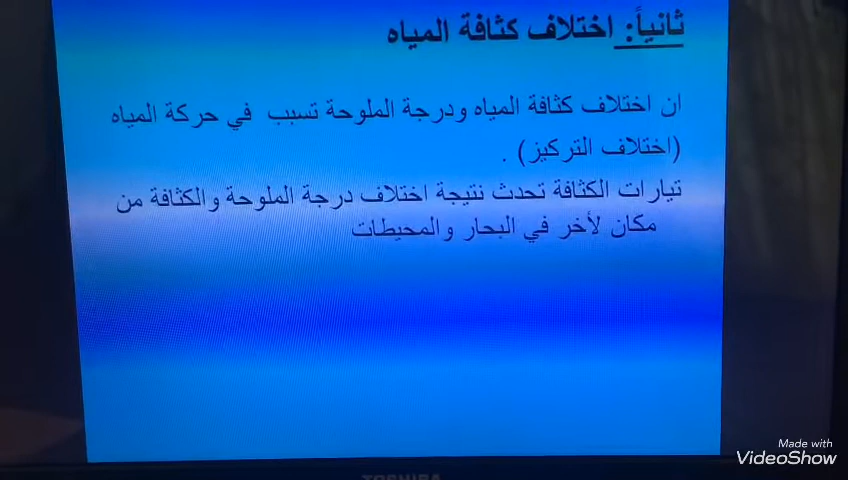 ثانياً: اختلاف كثافة المياه
ان اختلاف كثافة المياه ودرجة الملوحة تسبب في حركة المياه
(اختلاف التركيز) .
تيارات الكثافة تحدث نتيجة اختلاف درجة الملوحة والكثافة من
مكان لأخر في البحار والمحيطات
TOSHIBA
Made with
VideoShow